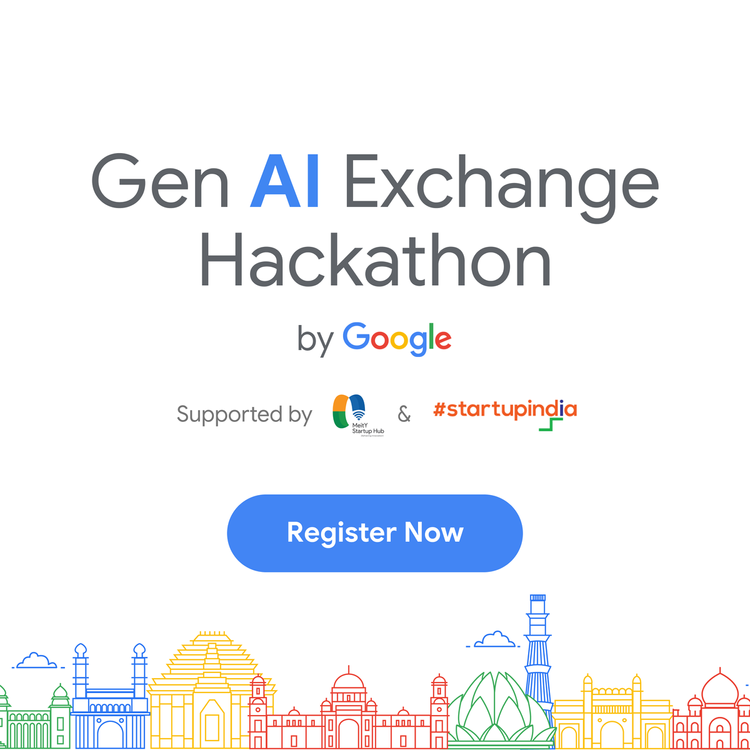 Gen AI Exchange
Hackathon
by Google
Supported by MeitY Startup Hub & #startupindia
Register Now